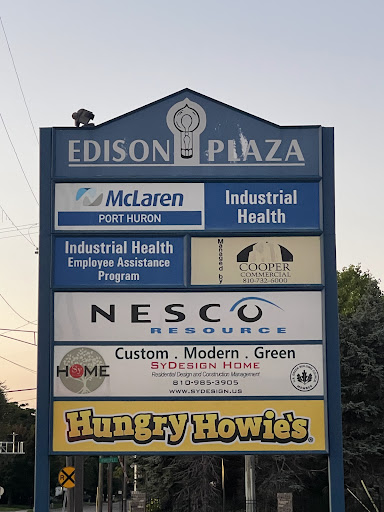 EDISON PLAZA
McLaren
PORT HURON
Industrial
Health
Industrial Health
Employee Assistance
Program
Managed by
COOPER
COMMERCIAL
810-732-6000
NESCO
RESOURCE
Sy
HOME
Custom . Modern . Green
SYDESIGN HOME
Residential Design and Construction Management
810-985-3905
WWW.SYDESIGN.US
Hungry Howie's®